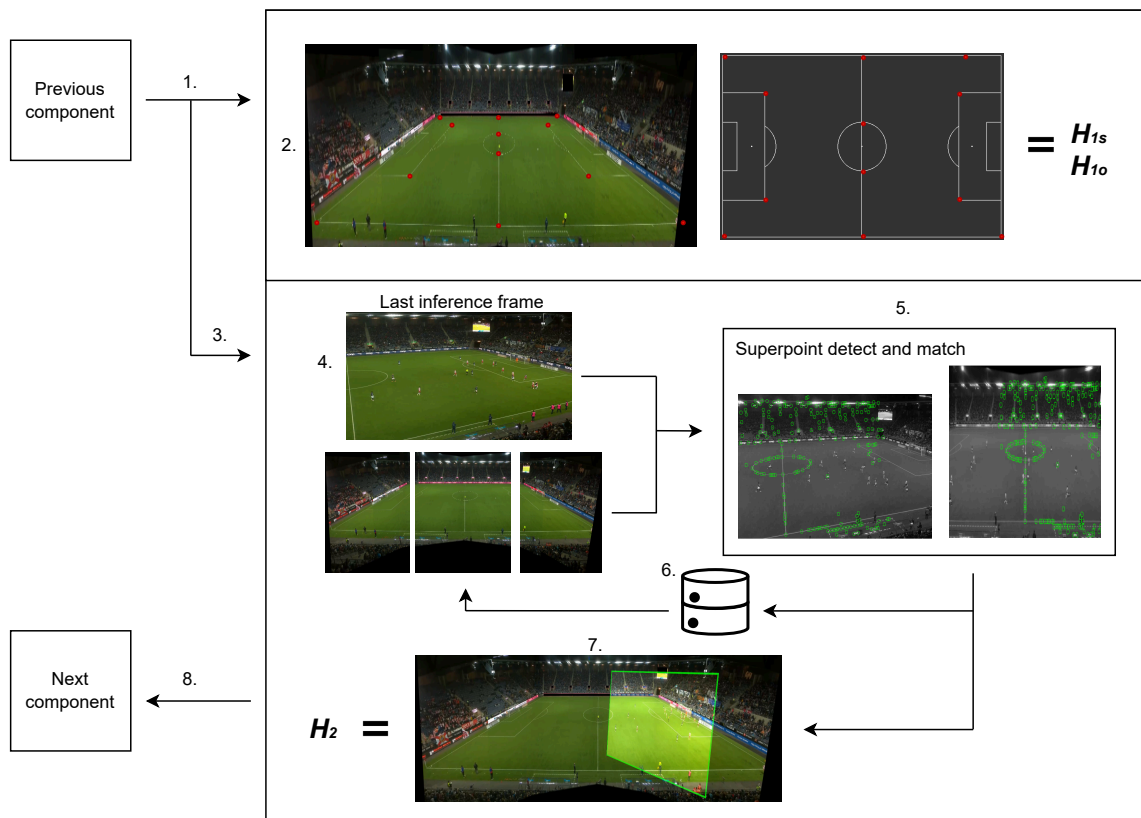 Previous
component
1.
2.
=
H1s
H1o
3.
Last inference frame
4.
5.
Superpoint detect and match
6.
7.
Next
component
8.
H2 =